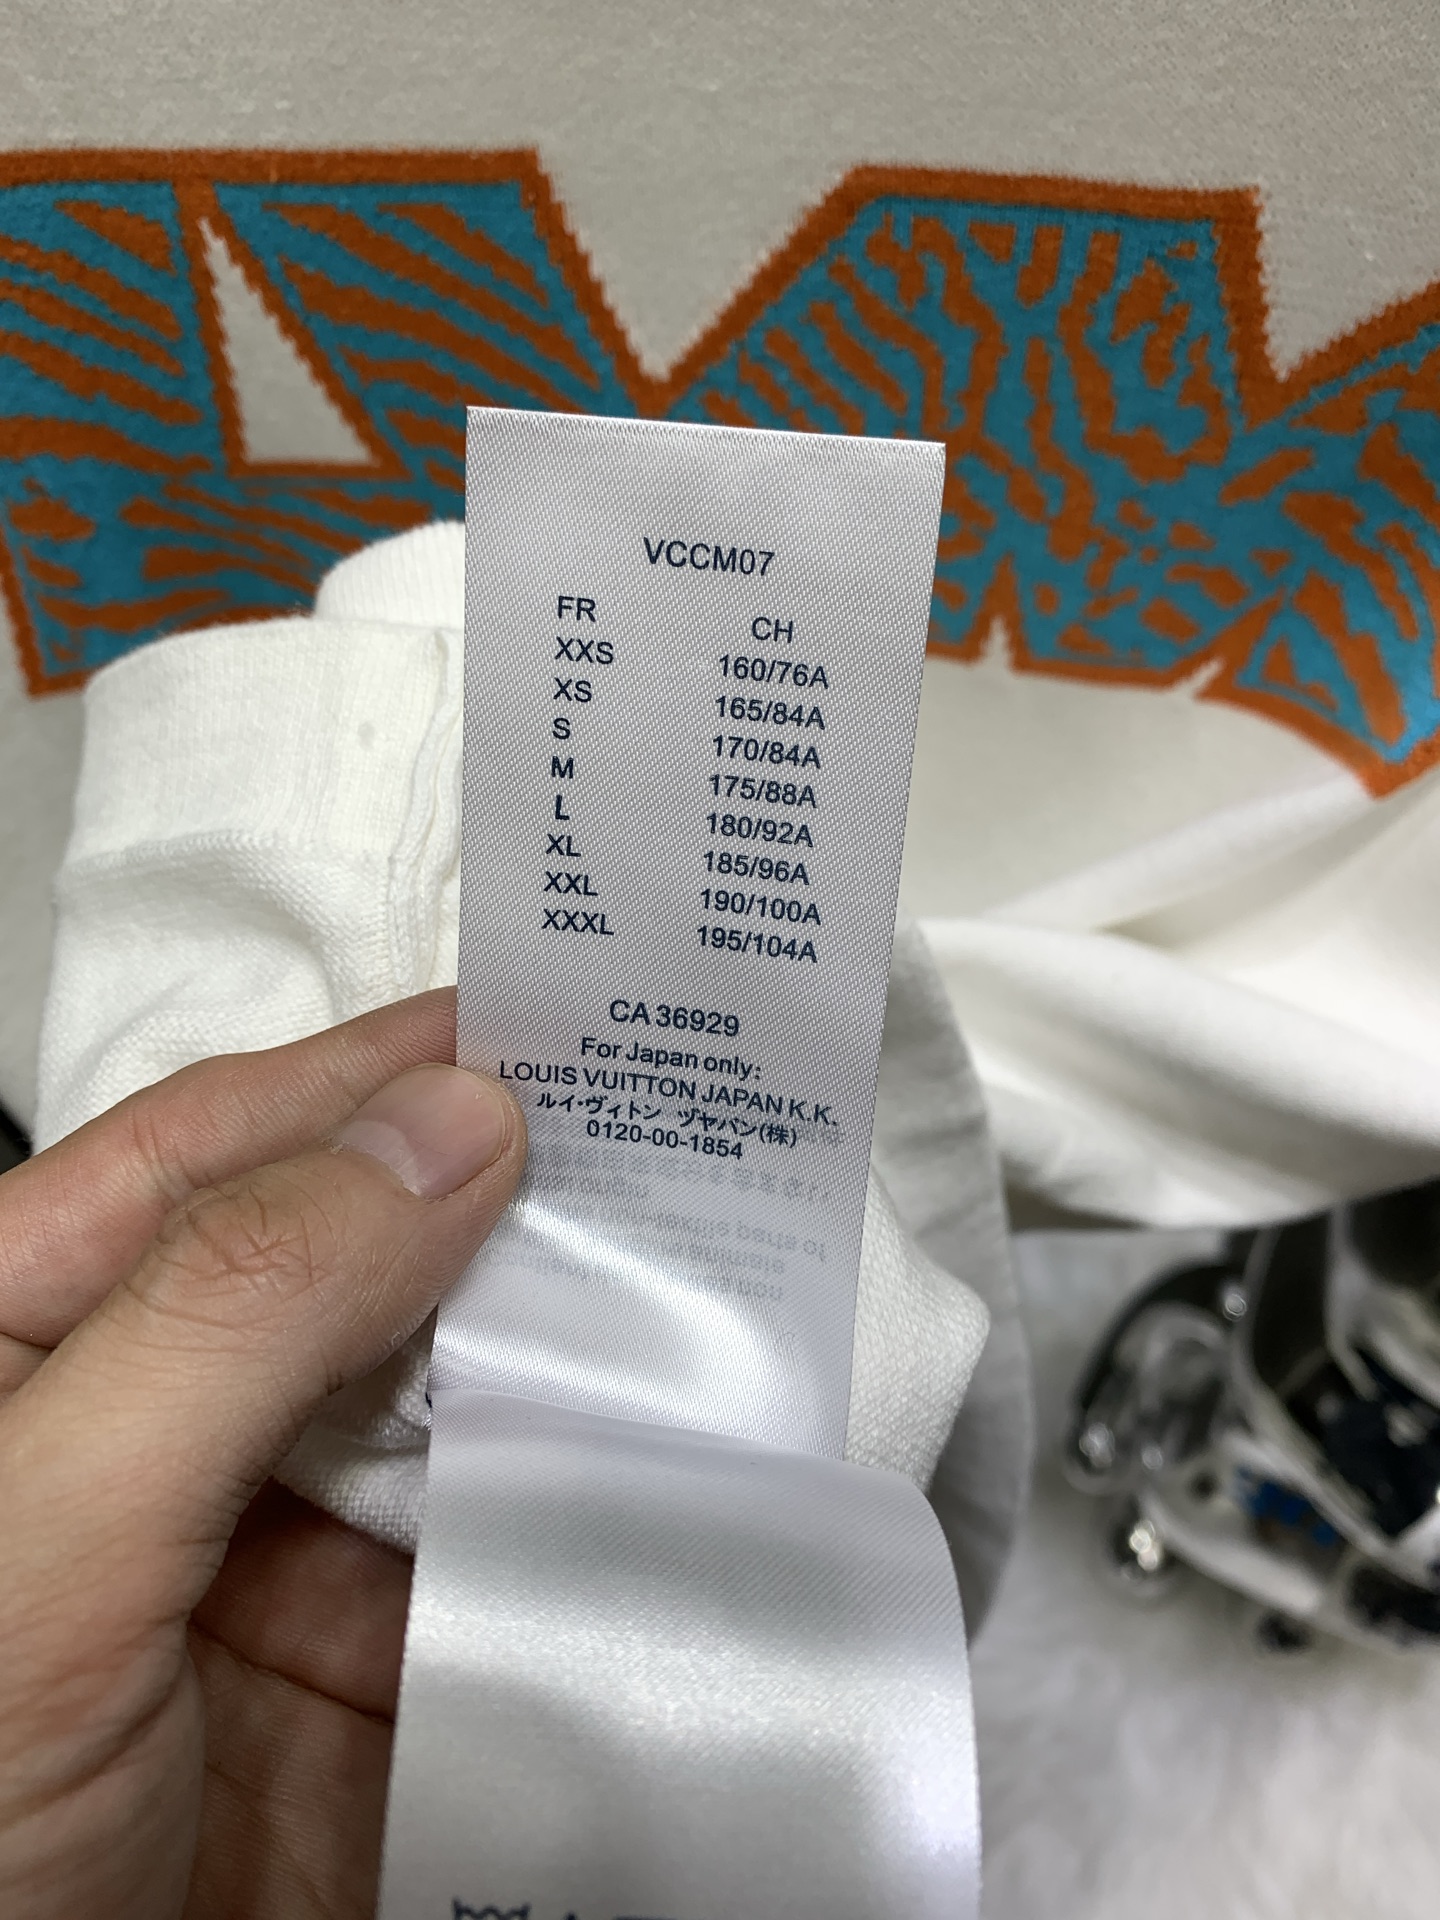 VCCM07
FR CH
XXS 160/76A
XS 165/84A
S 170/84A
M 175/88A
L 180/92A
XL 185/96A
XXL 190/100A
XXXL 195/104A
CA 36929
For Japan only:
LOUIS VUITTON JAPAN K.K.
ルイ・ヴィトン ヅヤパン(株)
0120-00-1854